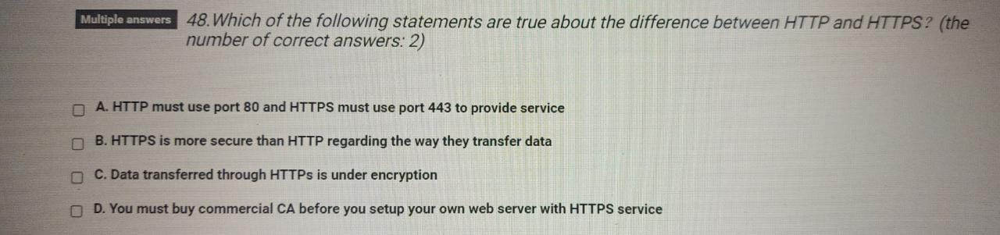 Multiple answers 48. Which of the following statements are true about the difference between HTTP and HTTPS? (the
number of correct answers: 2)
A. HTTP must use port 80 and HTTPS must use port 443 to provide service
B. HTTPS is more secure than HTTP regarding the way they transfer data
C. Data transferred through HTTPs is under encryption
D. You must buy commercial CA before you setup your own web server with HTTPS service